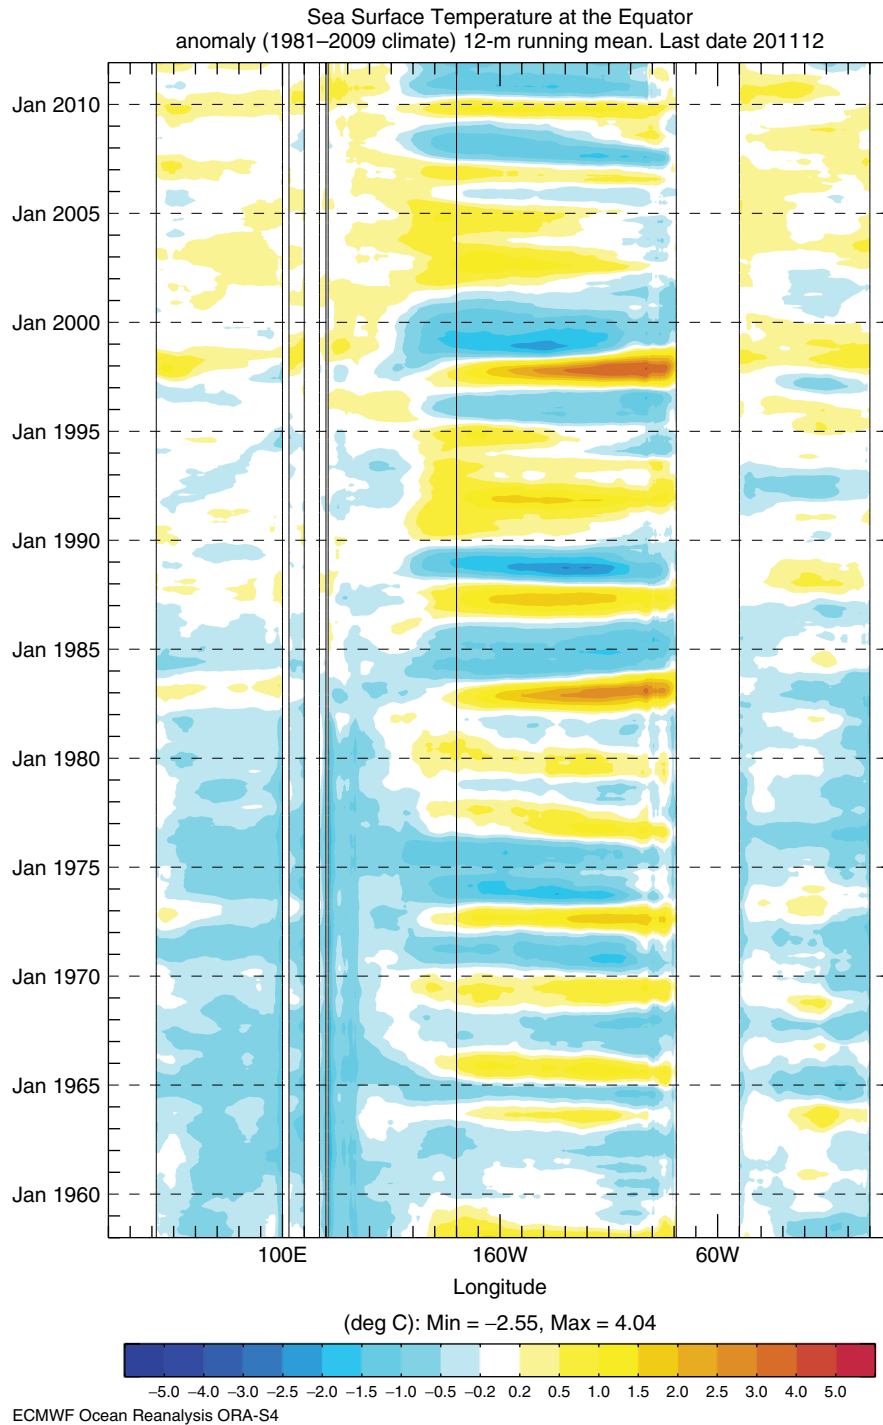 Sea Surface Temperature at the Equator
anomaly (1981–2009 climate) 12-m running mean. Last date 201112
Jan 2010
Jan 2005
Jan 2000
Jan 1995
Jan 1990
Jan 1985
Jan 1980
Jan 1975
Jan 1970
Jan 1965
Jan 1960
100E 160W 60W
Longitude
(deg C): Min = −2.55, Max = 4.04
−5.0 −4.0 −3.0 −2.5 −2.0 −1.5 −1.0 −0.5 −0.2 0.2 0.5 1.0 1.5 2.0 2.5 3.0 4.0 5.0
ECMWF Ocean Reanalysis ORA-S4